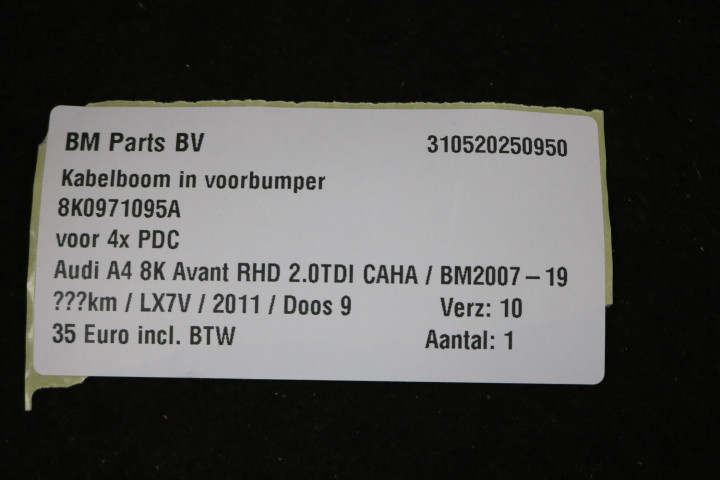 BM Parts BV 310520250950
Kabelboom in voorbumper
8K0971095A
voor 4x PDC
Audi A4 8K Avant RHD 2.0TDI CAHA / BM2007-19
???km / LX7V / 2011 / Doos 9 Verz: 10
35 Euro incl. BTW Aantal: 1